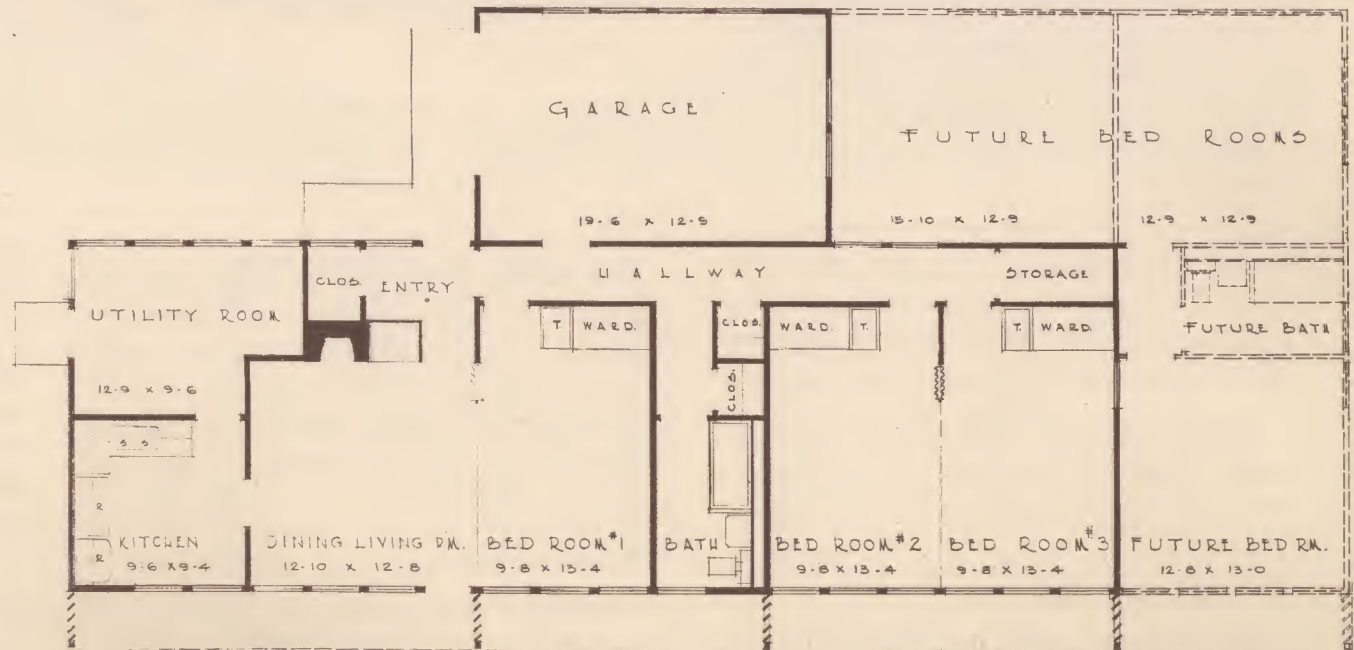 GARAGE
19-6 x 12-9
FUTURE BED ROOMS
15-10 x 12-9
12-9 x 12-9
UTILITY ROOM
12-9 x 9-6
CLOS.
ENTRY
HALLWAY
STORAGE
T. WARD.
CLOS.
WARD. T.
T. WARD.
FUTURE BATH
CLOS.
S S
R
R
KITCHEN
9-6 x 9-4
DINING LIVING RM.
12-10 x 12-8
BED ROOM #1
9-8 x 13-4
BATH
BED ROOM #2
9-8 x 13-4
BED ROOM #3
9-8 x 13-4
FUTURE BED RM.
12-8 x 13-0